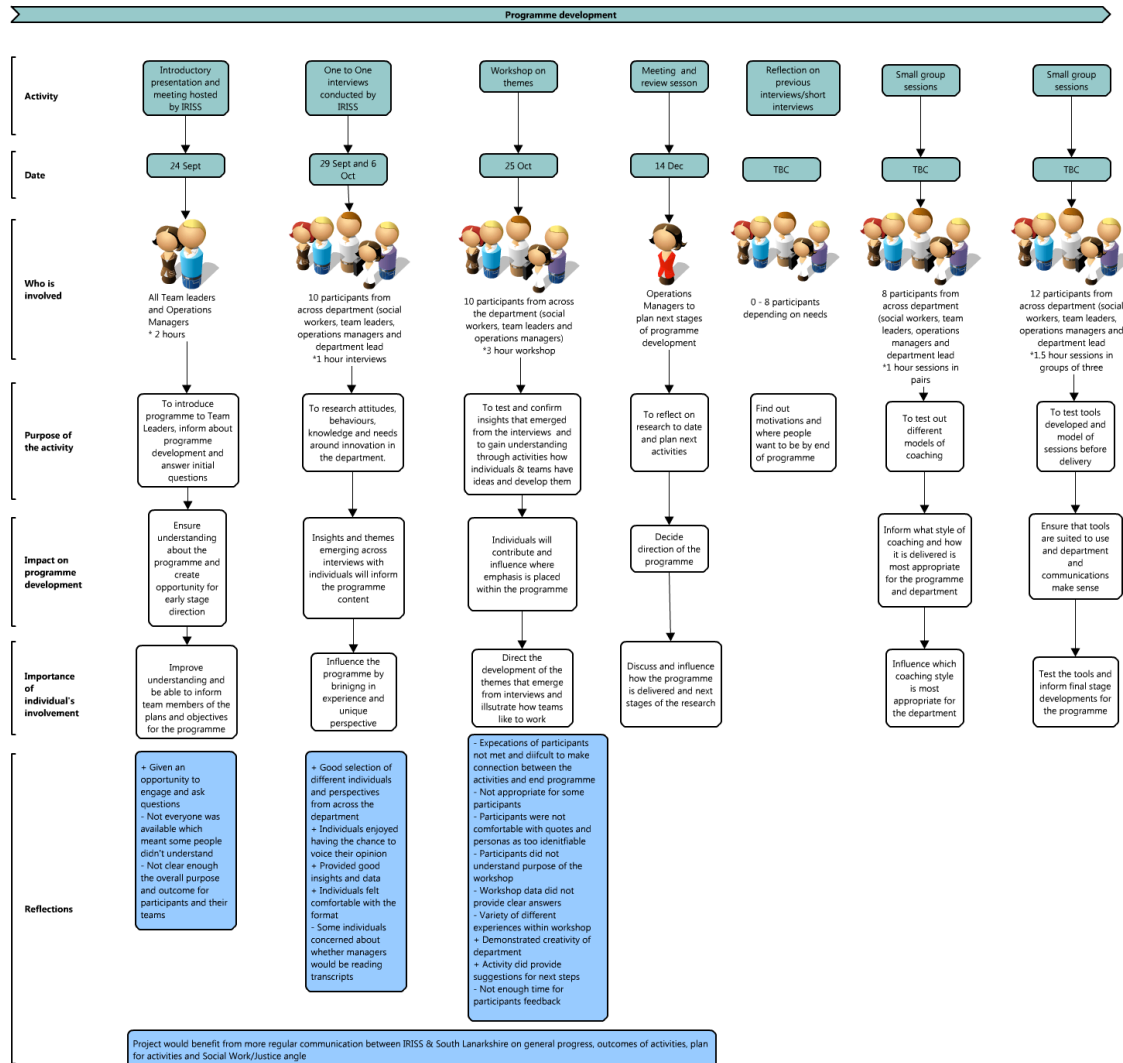 Programme development
Activity
Introductory
presentation and
meeting hosted
by IRISS
One to One
interviews
conducted by
IRISS
Workshop on
themes
Meeting and
review sesson
Reflection on
previous
interviews/short
interviews
Small group
sessions
Small group
sessions
Date
24 Sept
29 Sept and 6
Oct
25 Oct
14 Dec
TBC
TBC
TBC
Who is
involved
All Team leaders
and Operations
Managers
* 2 hours
10 participants from
across department (social
workers, team leaders,
operations managers and
department lead
*1 hour interviews
10 participants from across
the department (social
workers, team leaders and
operations managers)
*3 hour workshop
Operations
Managers to
plan next stages
of programme
development
0 - 8 participants
depending on needs
8 participants from
across department
(social workers, team
leaders, operations
managers and
department lead
*1 hour sessions in
pairs
12 participants from
across department (social
workers, team leaders,
operations managers and
department lead
*1.5 hour sessions in
groups of three
Purpose of
the activity
To introduce
programme to Team
Leaders, inform about
programme
development and
answer initial
questions
To research attitudes,
behaviours,
knowledge and needs
around innovation in
the department.
To test and confirm
insights that emerged
from the interviews and
to gain understanding
through activities how
individuals & teams have
ideas and develop them
To reflect on
research to date
and plan next
activities
Find out
motivations and
where people
want to be by end
of programme
To test out
different
models of
coaching
To test tools
developed and
model of
sessions before
delivery
Impact on
programme
development
Ensure
understanding
about the
programme and
create
opportunity for
early stage
direction
Insights and themes
emerging across
interviews with
individuals will inform
the programme
content
Individuals will
contribute and
influence where
emphasis is placed
within the programme
Decide
direction of the
programme
Inform what style of
coaching and how
it is delivered is
most appropriate
for the programme
and department
Ensure that tools
are suited to use
and department
and
communications
make sense
Importance
of
individual's
involvement
Improve
understanding and
be able to inform
team members of
the plans and objectives
for the programme
Influence the
programme by
brinigng in
experience and
unique
perspective
Direct the
development of the
themes that emerge
from interviews and
illsutrate how teams
like to work
Discuss and influence
how the programme
is delivered and next
stages of the research
Influence which
coaching style
is most
appropriate for
the department
Test the tools and
inform final stage
developments for
the programme
Reflections
+ Given an
opportunity to
engage and ask
questions
- Not everyone was
available which
meant some people
didn't understand
- Not clear enough
the overall purpose
and outcome for
participants and their
teams
+ Good selection of
different individuals
and perspectives
from across the
department
+ Individuals enjoyed
having the chance to
voice their opinion
+ Provided good
insights and data
+ Individuals felt
comfortable with the
format
- Some individuals
concerned about
whether managers
would be reading
transcripts
- Expecations of participants
not met and diifcult to make
connection between the
activities and end programme
- Not appropriate for some
participants
- Participants were not
comfortable with quotes and
personas as too idenitfiable
- Participants did not
understand purpose of the
workshop
- Workshop data did not
provide clear answers
- Variety of different
experiences within workshop
+ Demonstrated creativity of
department
+ Activity did provide
suggestions for next steps
- Not enough time for
participants feedback
Project would benefit from more regular communication between IRISS & South Lanarkshire on general progress, outcomes of activities, plan
for activities and Social Work/Justice angle